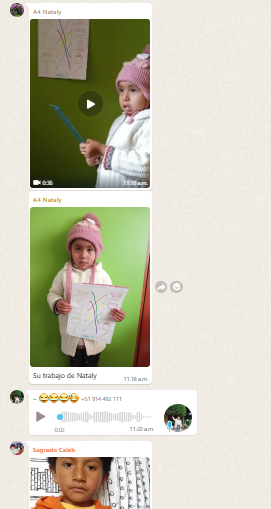 A4 Nataly
0:36
11:18 a.m.
A4 Nataly
Su trabajo de Nataly
11:18 a.m.
~ 😂😂😂😂 +51 914 492 111
0:02
11:20 a.m.
Sagrado Caleb